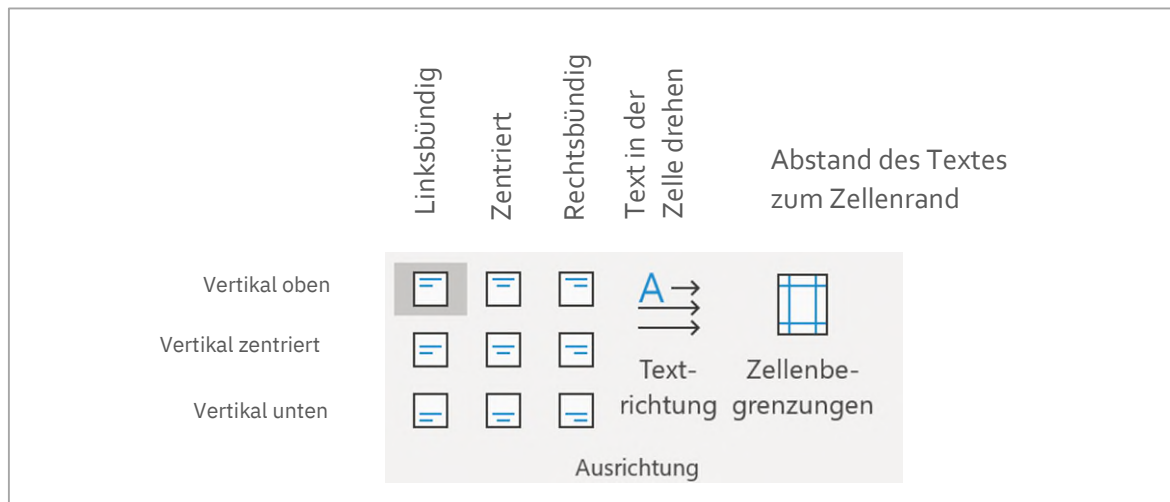 Linksbündig
Zentriert
Rechtsbündig
Text in der
Zelle drehen
Abstand des Textes
zum Zellenrand
Vertikal oben
Vertikal zentriert
Vertikal unten
A
Text-
richtung
Zellenbe-
grenzungen
Ausrichtung